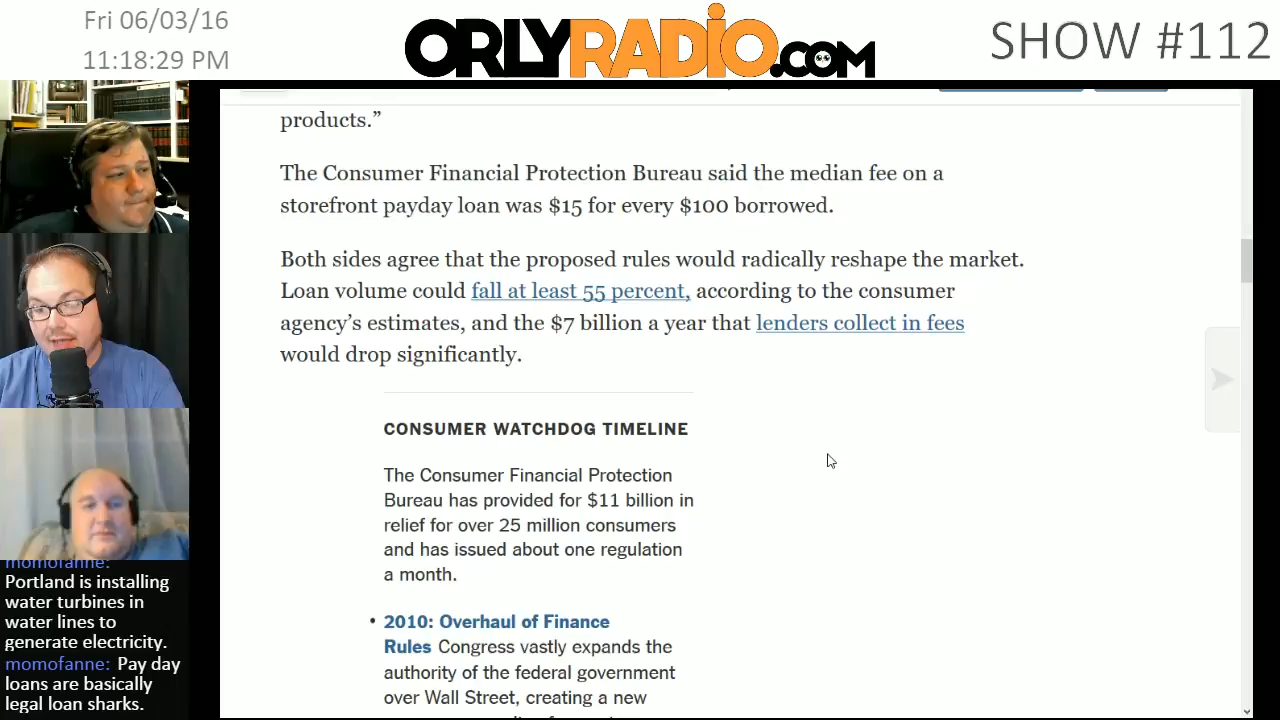 Fri 06/03/16
11:18:29 PM
ORLYRADIO.COM
SHOW #112
products.”
The Consumer Financial Protection Bureau said the median fee on a
storefront payday loan was $15 for every $100 borrowed.
Both sides agree that the proposed rules would radically reshape the market.
Loan volume could fall at least 55 percent, according to the consumer
agency’s estimates, and the $7 billion a year that lenders collect in fees
would drop significantly.
CONSUMER WATCHDOG TIMELINE
The Consumer Financial Protection
Bureau has provided for $11 billion in
relief for over 25 million consumers
and has issued about one regulation
a month.
• 2010: Overhaul of Finance
Rules Congress vastly expands the
authority of the federal government
over Wall Street, creating a new
momofanne:
Portland is installing
water turbines in
water lines to
generate electricity.
momofanne: Pay day
loans are basically
legal loan sharks.